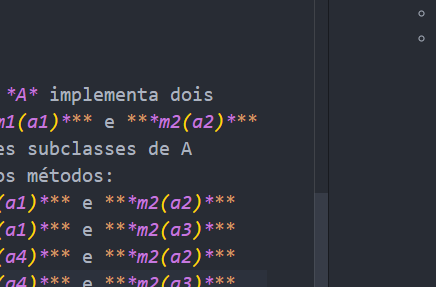 *A* implementa dois
m1(a1)*** e ***m2(a2)***
es subclasses de A
os métodos:
(a1)*** e ***m2(a2)***
(a1)*** e ***m2(a3)***
(a4)*** e ***m2(a2)***
(a4)*** e ***m2(a3)***